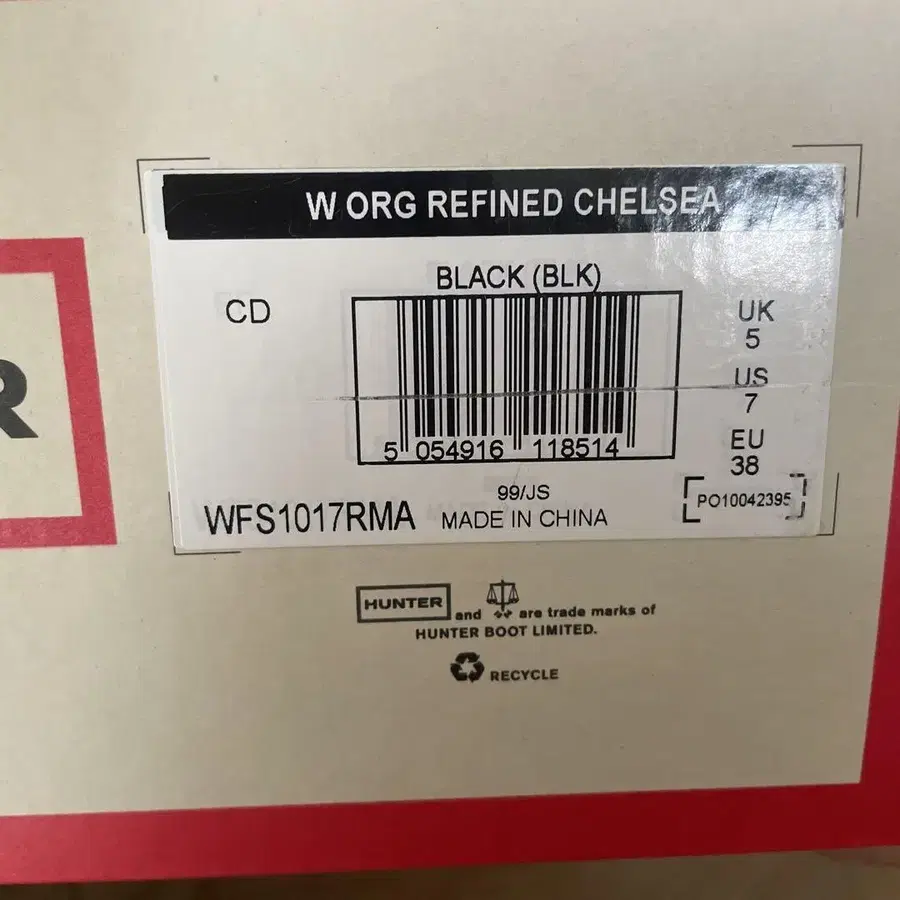 R
W ORG REFINED CHELSEA
BLACK (BLK)
CD
UK
5
US
7
EU
38
5 054916 118514
99/JS
PO10042395
WFS1017RMA MADE IN CHINA
HUNTER and are trade marks of
HUNTER BOOT LIMITED.
RECYCLE